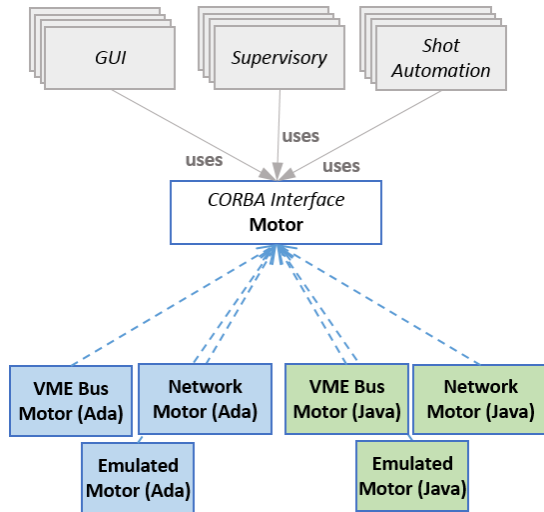 GUI
Supervisory
Shot
Automation
uses
uses
uses
CORBA Interface
Motor
VME Bus
Motor (Ada)
Network
Motor (Ada)
VME Bus
Motor (Java)
Network
Motor (Java)
Emulated
Motor (Ada)
Emulated
Motor (Java)